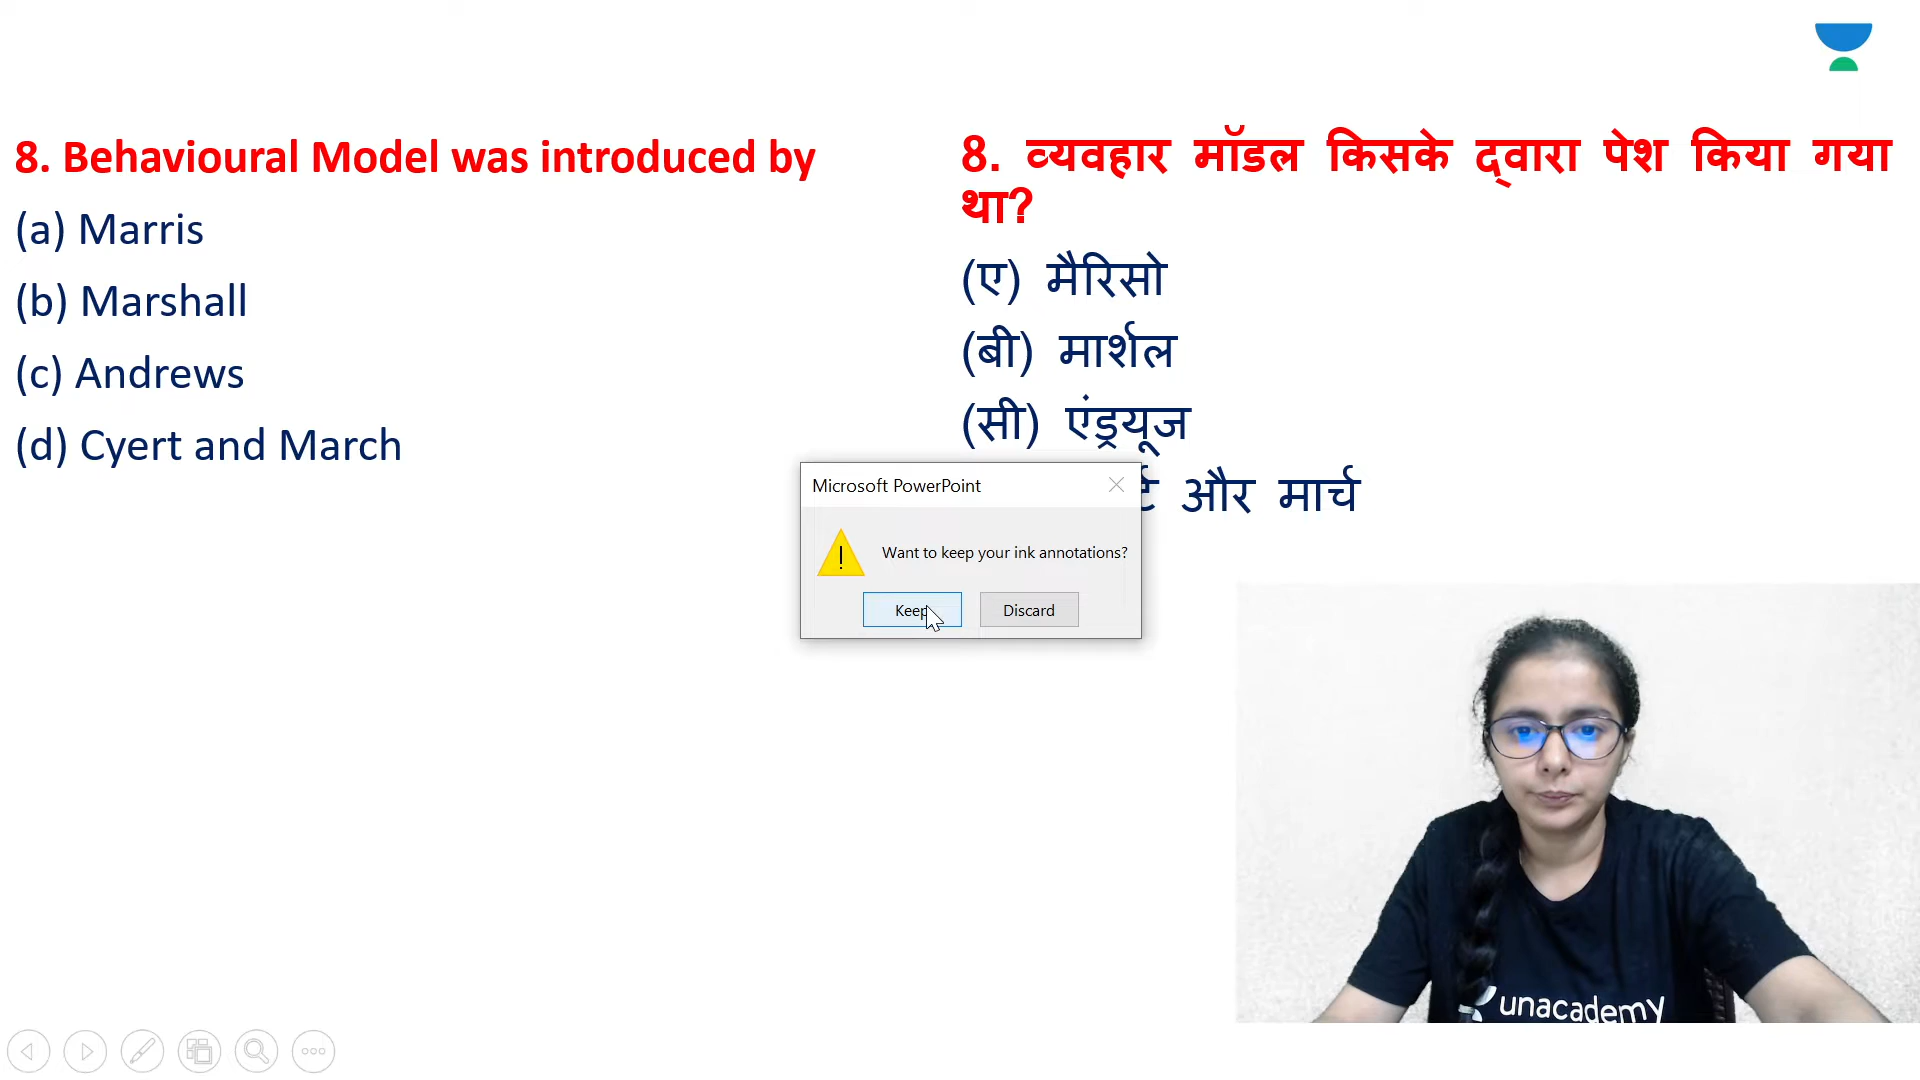 8. Behavioural Model was introduced by
(a) Marris
(b) Marshall
(c) Andrews
(d) Cyert and March
8. व्यवहार मॉडल किसके द्वारा पेश किया गया
था?
(ए) मैरिसो
(बी) मार्शल
(सी) एंड्रयूज
और मार्च
Microsoft PowerPoint
Want to keep your ink annotations?
Keep
Discard
unacademy